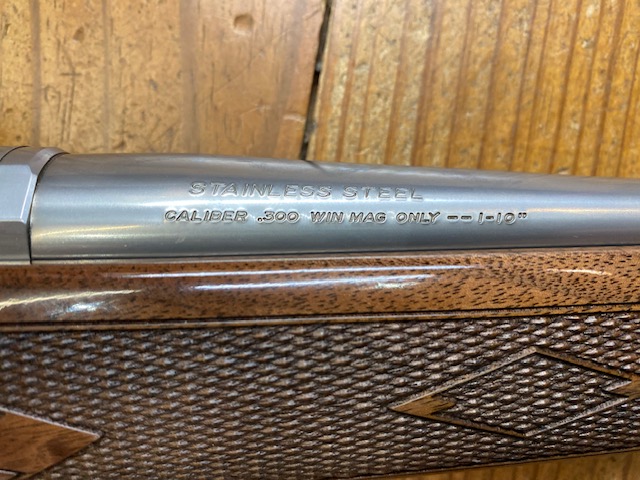 STAINLESS STEEL
CALIBER .300 WIN MAG ONLY -- 1-10"